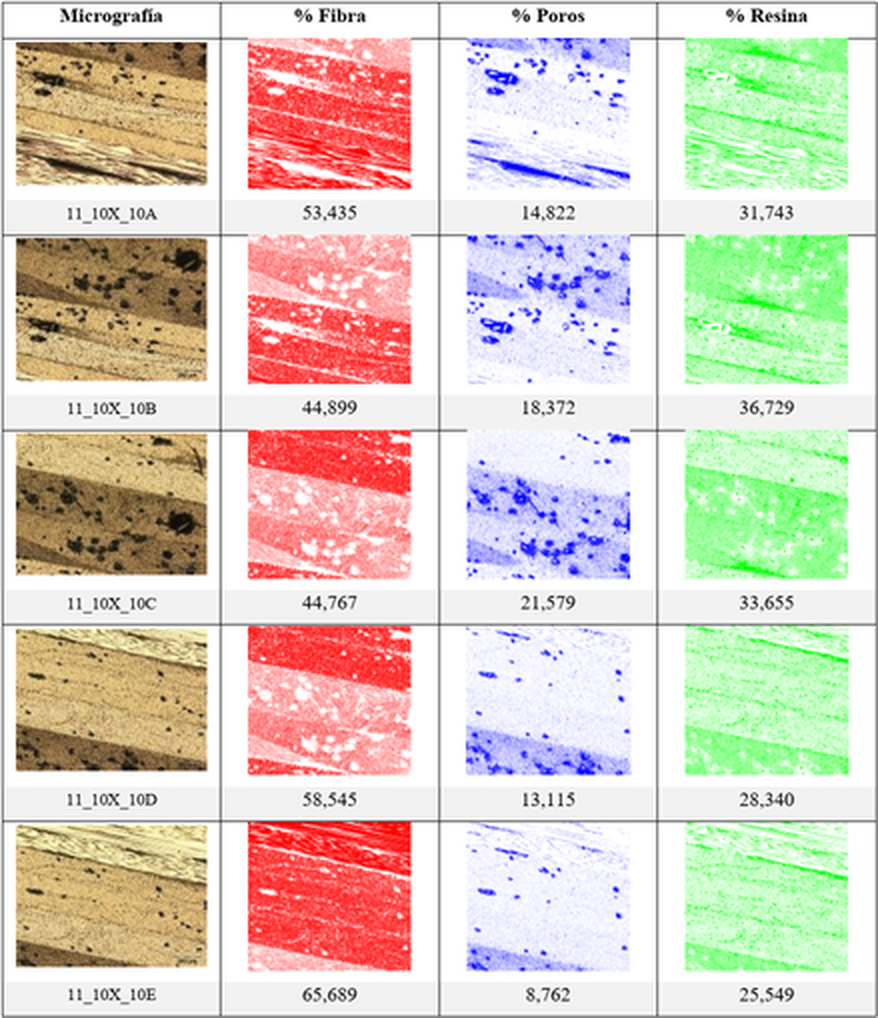 Micrografía % Fibra % Poros % Resina
11_10X_10A 53,435 14,822 31,743
11_10X_10B 44,899 18,372 36,729
11_10X_10C 44,767 21,579 33,655
11_10X_10D 58,545 13,115 28,340
11_10X_10E 65,689 8,762 25,549